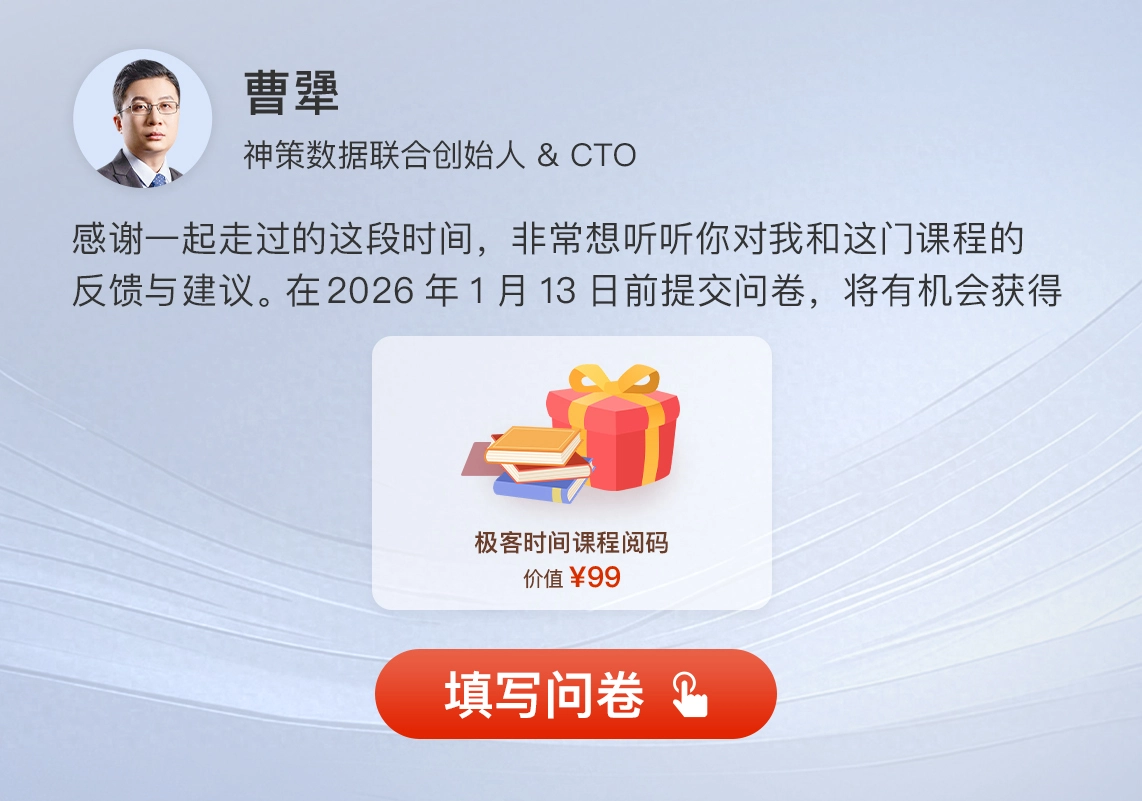 曹犟
神策数据联合创始人 & CTO
感谢一起走过的这段时间，非常想听听你对我和这门课程的
反馈与建议。在 2026 年 1 月 13 日前提交问卷，将有机会获得
极客时间课程阅码
价值 ¥99
填写问卷